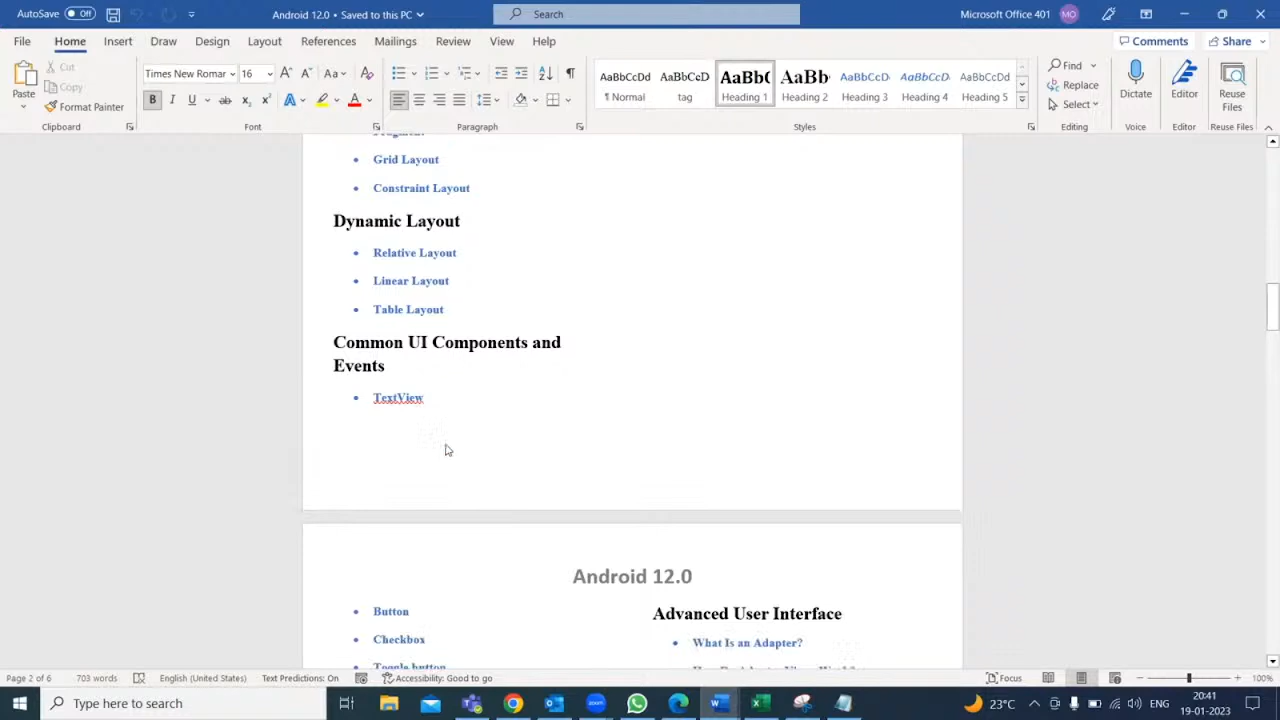 AutoSave Off
Android 12.0 • Saved to this PC
Search
Microsoft Office 401
MO
File Home Insert Draw Design Layout References Mailings Review View Help
Comments Share
Paste
Cut
Copy
Format Painter
Times New Roman 16
AaBbCcDd AaBbCcD AaBbC AaBb AaBbCcDd AaBbCcDd AaBbCcDd
¶ Normal tag Heading 1 Heading 2 Heading 3 Heading 4 Heading 5
Find
Replace
Select
Dictate
Editor
Reuse Files
Clipboard Font Paragraph Styles Editing Voice Editor Reuse Files
• Grid Layout
• Constraint Layout
Dynamic Layout
• Relative Layout
• Linear Layout
• Table Layout
Common UI Components and
Events
• TextView
Android 12.0
• Button
• Checkbox
• Toggle button
Advanced User Interface
• What Is an Adapter?
Page 2 of 6 703 words English (United States) Text Predictions: On Accessibility: Good to go Focus 100%
Type here to search
23°C
20:41
19-01-2023